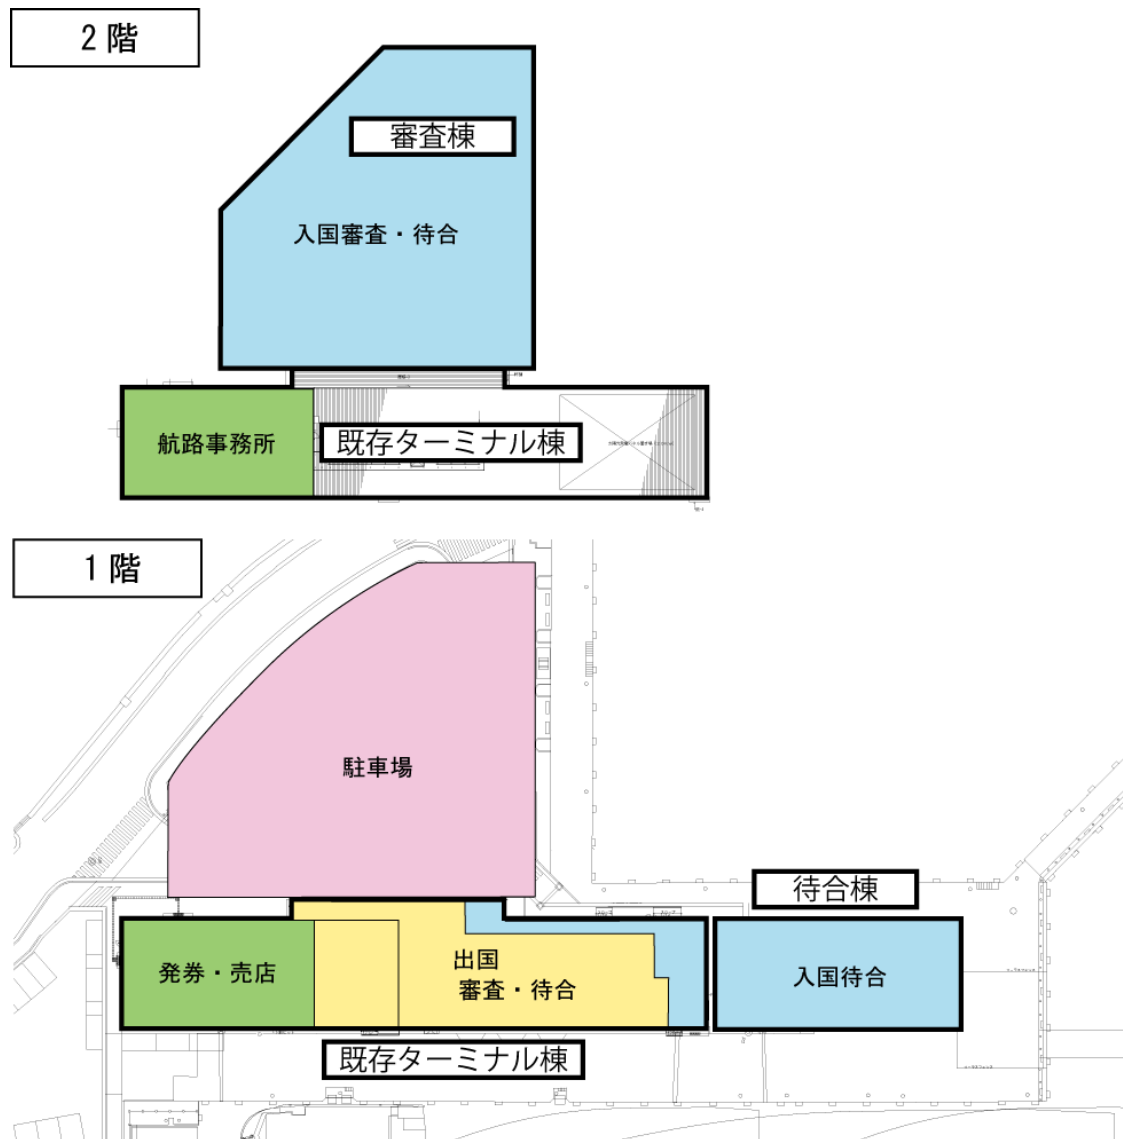 2階
審査棟
入国審査・待合
航路事務所
既存ターミナル棟
1階
駐車場
待合棟
発券・売店
出国
審査・待合
入国待合
既存ターミナル棟